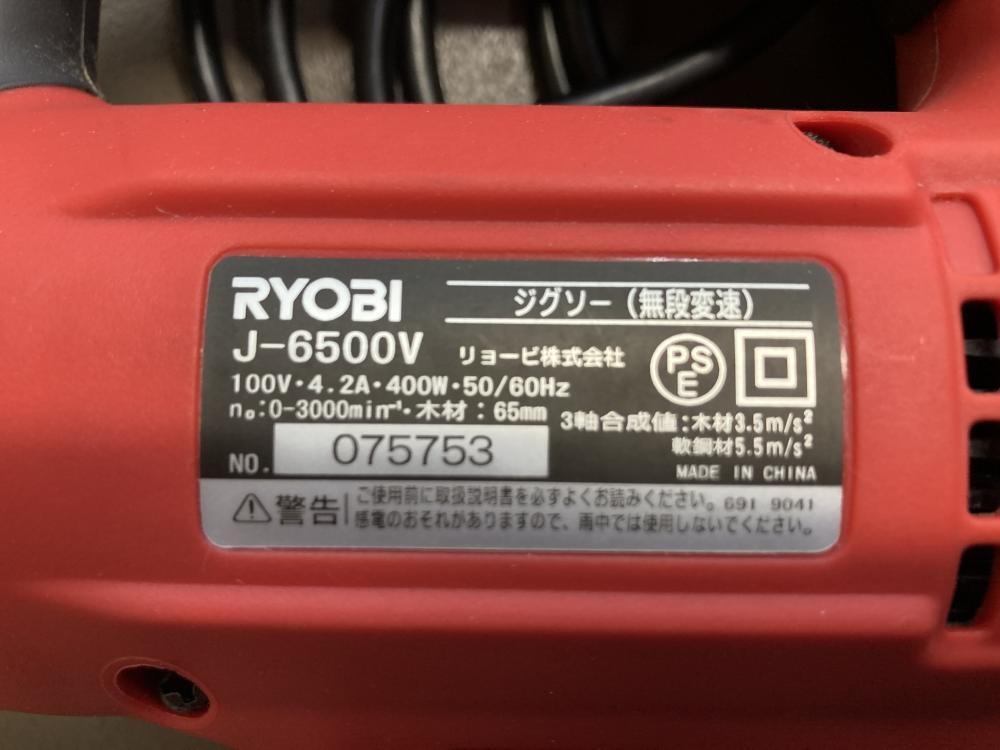 RYOBI
ジグソー(無段変速)
J-6500V リョービ株式会社
PSE
100V・4.2A・400W・50/60Hz
n₀:0-3000min⁻¹・木材:65mm
3軸合成値:木材3.5m/s²
軟鋼材5.5m/s²
NO. 075753
MADE IN CHINA
警告 ご使用前に取扱説明書を必ずよくお読みください。691 9041
感電のおそれがありますので、雨中では使用しないでください。